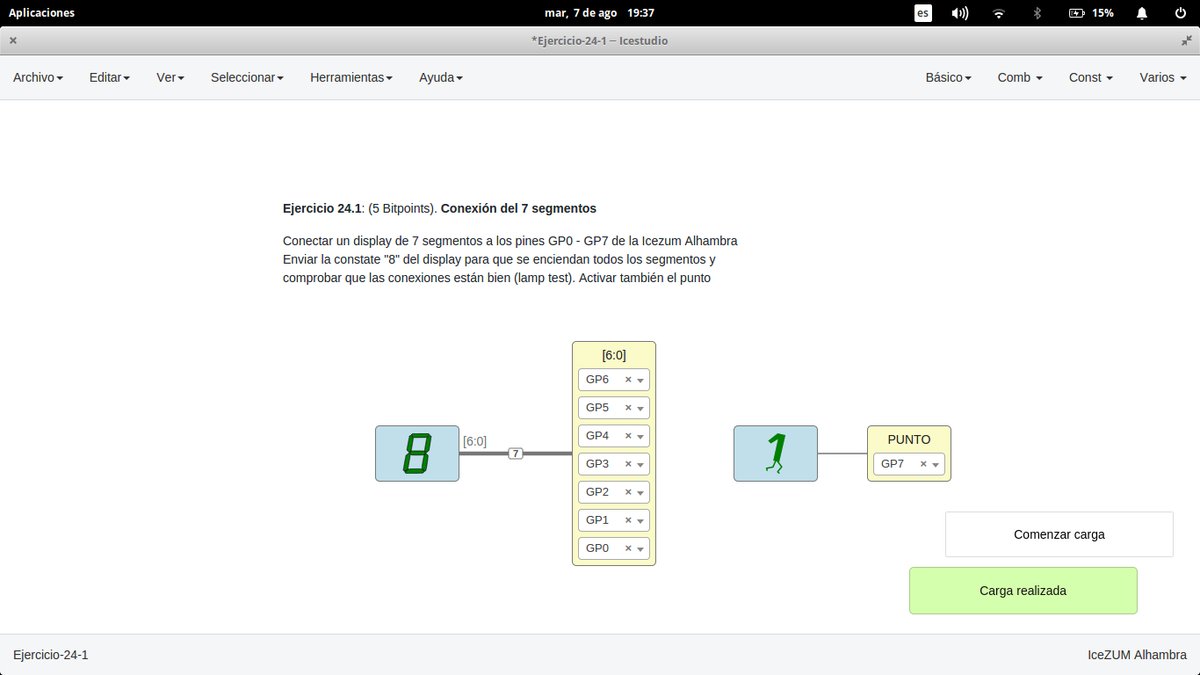 Aplicaciones
mar, 7 de ago 19:37
es
15%
*Ejercicio-24-1 – Icestudio
Archivo Editar Ver Seleccionar Herramientas Ayuda
Básico Comb Const Varios
Ejercicio 24.1: (5 Bitpoints). Conexión del 7 segmentos
Conectar un display de 7 segmentos a los pines GP0 - GP7 de la Icezum Alhambra
Enviar la constate "8" del display para que se enciendan todos los segmentos y
comprobar que las conexiones están bien (lamp test). Activar también el punto
8
[6:0]
7
[6:0]
GP6
GP5
GP4
GP3
GP2
GP1
GP0
1
PUNTO
GP7
Comenzar carga
Carga realizada
Ejercicio-24-1
IceZUM Alhambra